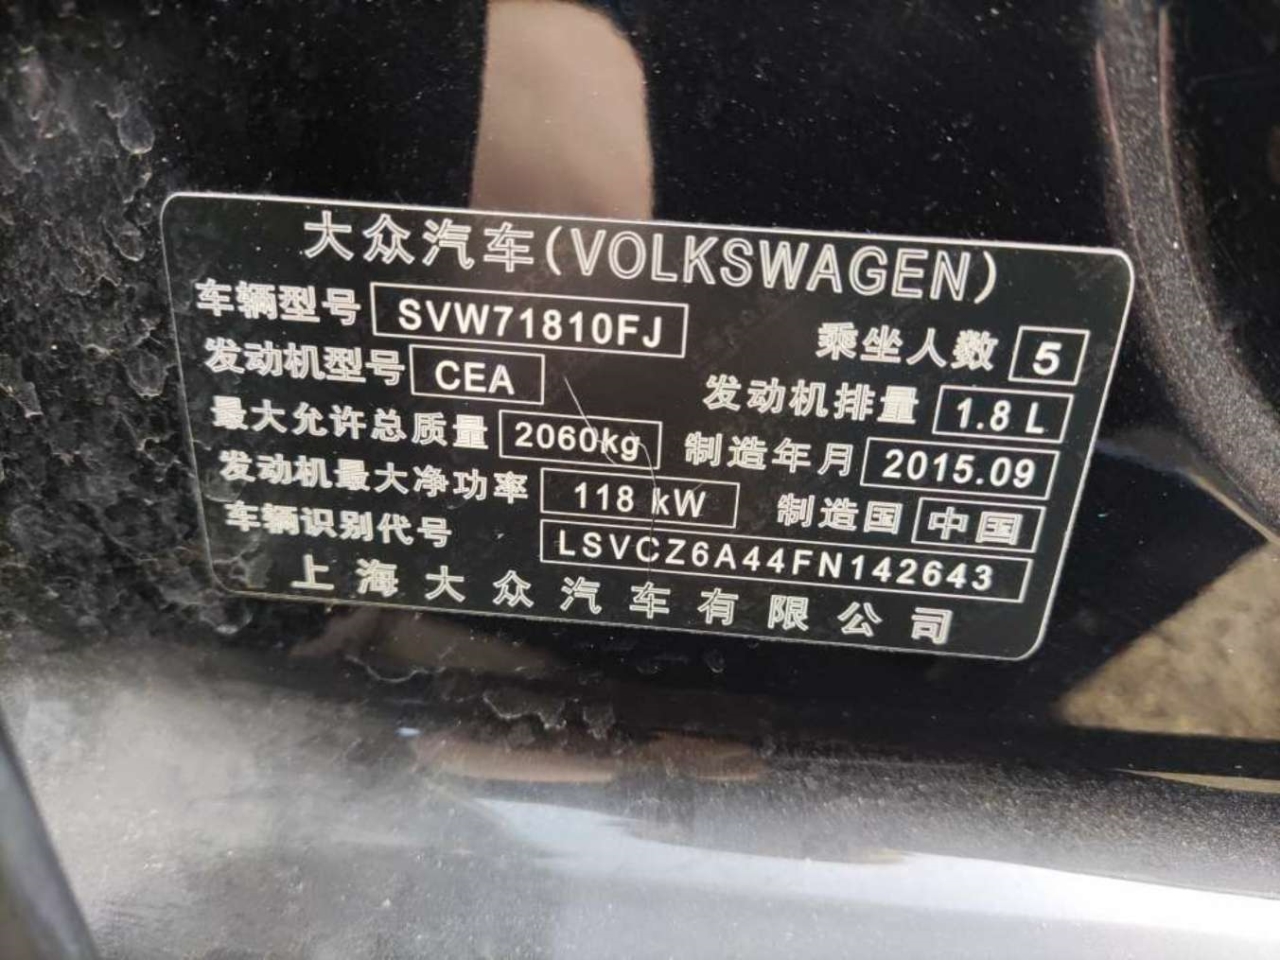 大众汽车(VOLKSWAGEN)
车辆型号 SVW71810FJ 乘坐人数 5
发动机型号 CEA 发动机排量 1.8 L
最大允许总质量 2060kg 制造年月 2015.09
发动机最大净功率 118 kW 制造国 中国
车辆识别代号 LSVCZ6A44FN142643
上海大众汽车有限公司